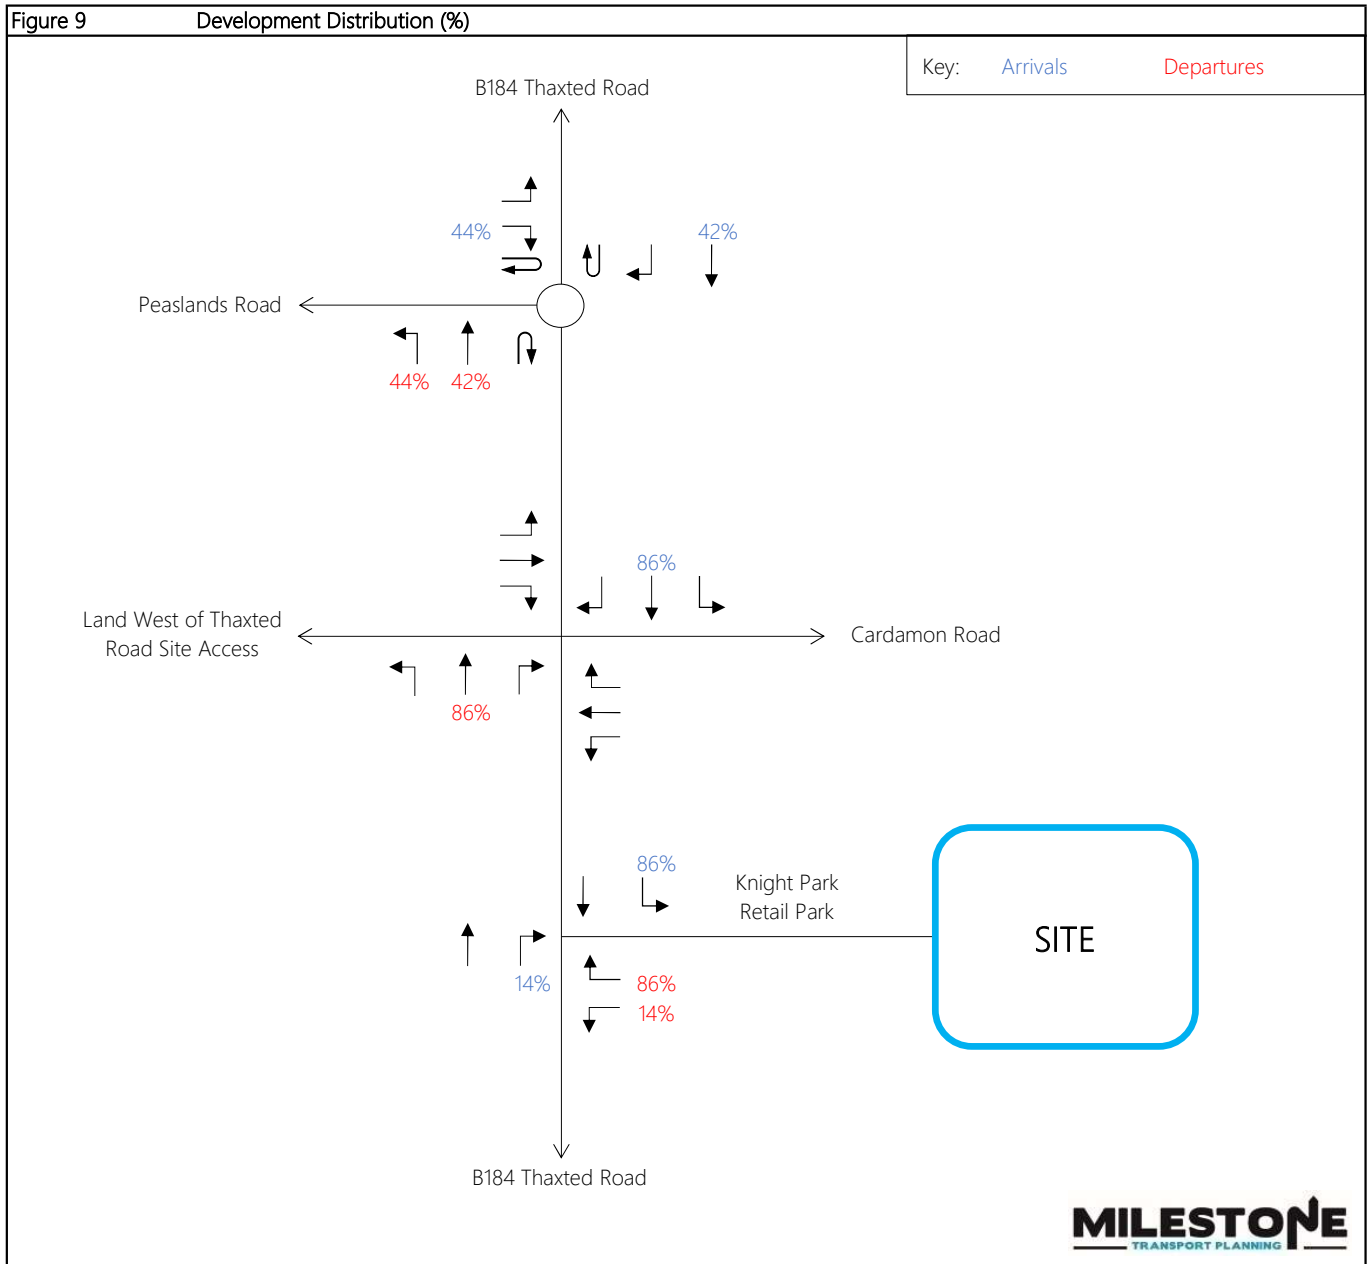 Figure 9 Development Distribution (%)
Key: Arrivals Departures
B184 Thaxted Road
44%
42%
Peaslands Road
44% 42%
86%
Land West of Thaxted
Road Site Access
Cardamon Road
86%
86%
Knight Park
Retail Park
SITE
14%
86%
14%
B184 Thaxted Road
MILESTONE
TRANSPORT PLANNING